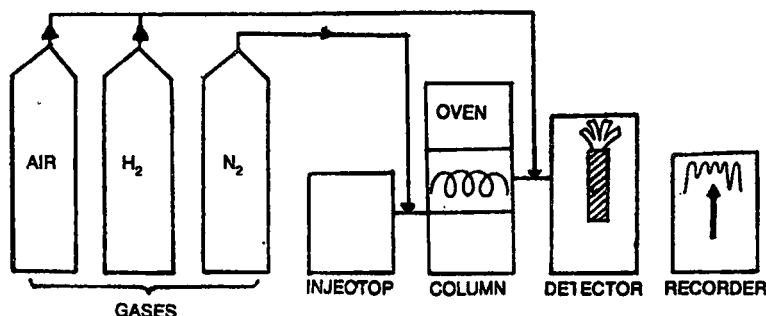 OVEN
AIR
H₂
N₂
INJEOTOP
COLUMN
DETECTOR
RECORDER
GASES